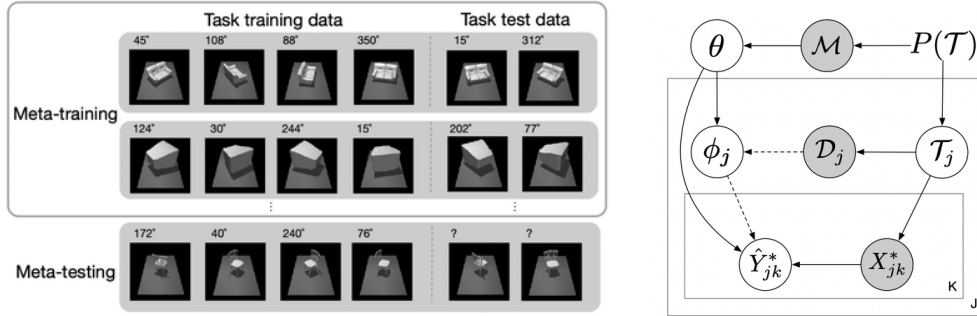 Task training data
Task test data
45° 108° 88° 350° 15° 312°
Meta-training
124° 30° 244° 15° 202° 77°
⋮ ⋮
Meta-testing
172° 40° 240° 76° ? ?
θ M P(T)
ϕj Dj Tj
Ŷ*jk X*jk
K
J